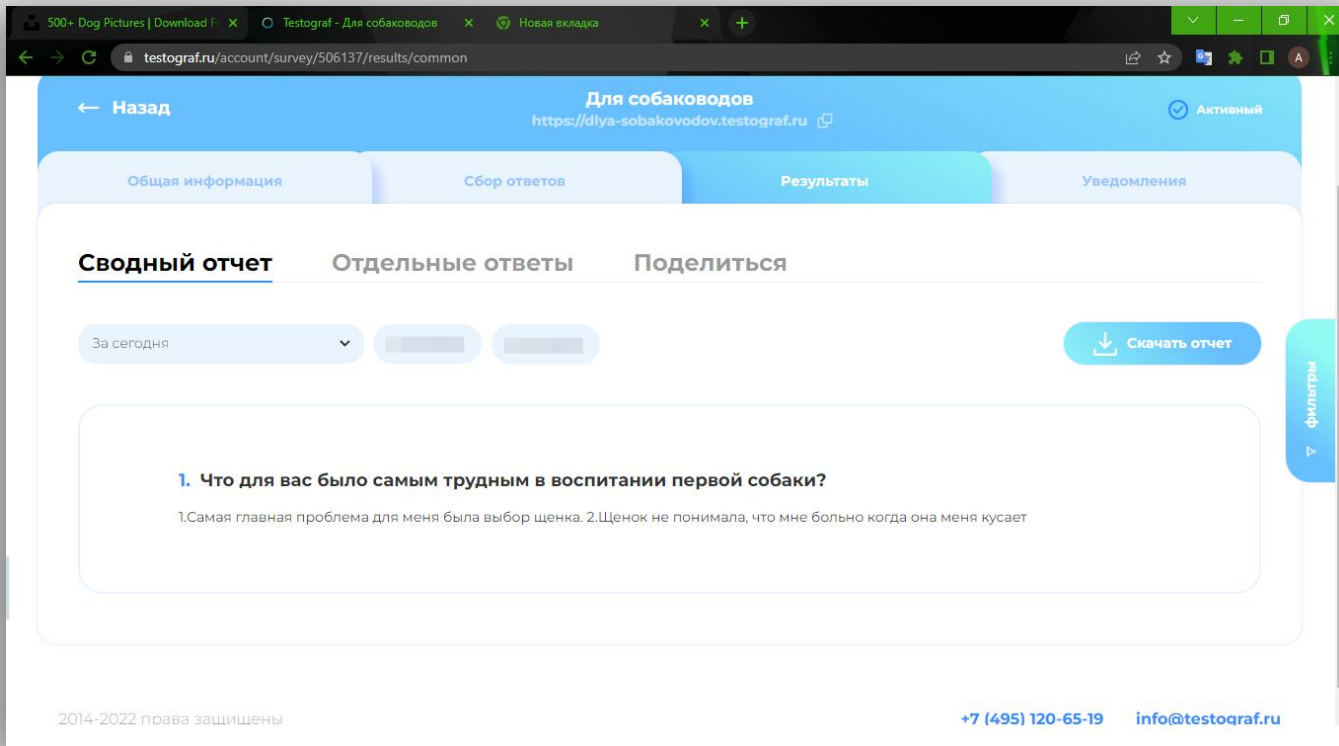 500+ Dog Pictures | Download F
Testograf - Для собаководов
Новая вкладка
testograf.ru/account/survey/506137/results/common
A
← Назад
Для собаководов
https://dlya-sobakovodov.testograf.ru
Активный
Общая информация
Сбор ответов
Результаты
Уведомления
Сводный отчет
Отдельные ответы
Поделиться
За сегодня
Скачать отчет
фильтры
1. Что для вас было самым трудным в воспитании первой собаки?
1.Самая главная проблема для меня была выбор щенка. 2.Щенок не понимала, что мне больно когда она меня кусает
2014-2022 права защищены
+7 (495) 120-65-19
info@testograf.ru